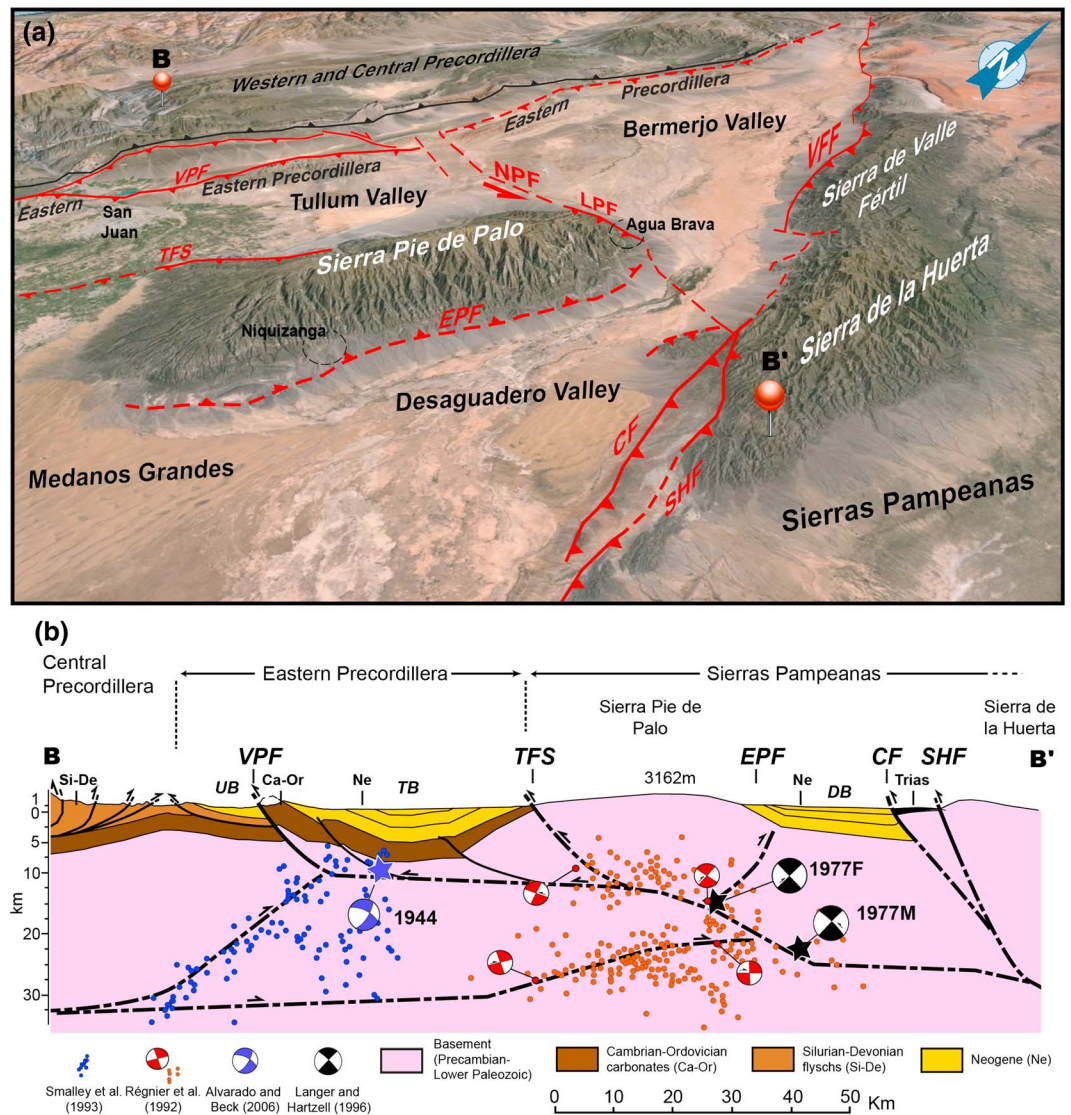 (a)
B
Western and Central Precordillera
N
Eastern
Precordillera
Bermerjo Valley
VPF
Eastern Precordillera
Eastern
San
Juan
Tullum Valley
NPF
LPF
Agua Brava
VFF
Sierra de Valle
Fértil
TFS
Sierra Pie de Palo
Niquizanga
EPF
Sierra de la Huerta
B'
Desaguadero Valley
CF
SHF
Medanos Grandes
Sierras Pampeanas
(b)
Central
Precordillera
Eastern Precordillera
Sierras Pampeanas
Sierra Pie de
Palo
Sierra de
la Huerta
B
VPF
TFS
EPF
CF
SHF
B'
Si-De
UB
Ca-Or
Ne
TB
3162m
Ne
DB
Trias
1
0
5
10
20
30
km
1944
1977F
1977M
Smalley et al.
(1993)
Régnier et al.
(1992)
Alvarado and
Beck (2006)
Langer and
Hartzell (1996)
Basement
(Precambian-
Lower Paleozoic)
Cambrian-Ordovician
carbonates (Ca-Or)
Silurian-Devonian
flyschs (Si-De)
Neogene (Ne)
0 10 20 30 40 50 Km